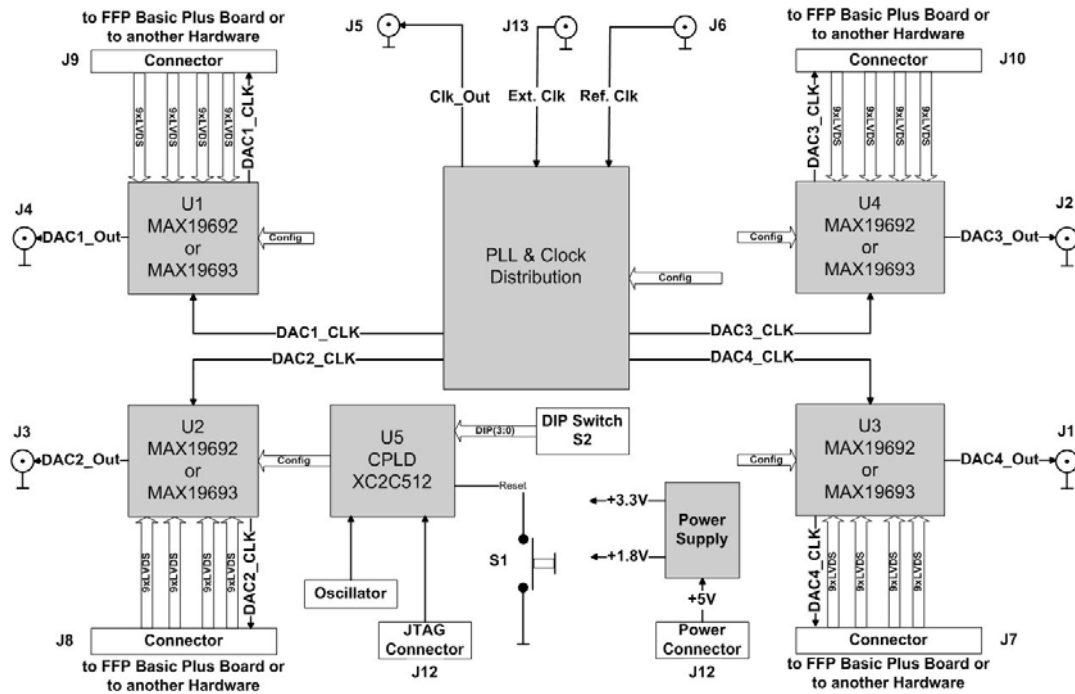 to FFP Basic Plus Board or
to another Hardware
J9
Connector
9xLVDS
9xLVDS
9xLVDS
9xLVDS
DAC1_CLK
J5
J13
J6
Clk_Out
Ext. Clk
Ref. Clk
to FFP Basic Plus Board or
to another Hardware
Connector
J10
DAC3_CLK
9xLVDS
9xLVDS
9xLVDS
9xLVDS
J4
DAC1_Out
U1
MAX19692
or
MAX19693
Config
PLL & Clock
Distribution
Config
Config
U4
MAX19692
or
MAX19693
DAC3_Out
J2
DAC1_CLK
DAC2_CLK
DAC3_CLK
DAC4_CLK
J3
DAC2_Out
U2
MAX19692
or
MAX19693
Config
U5
CPLD
XC2C512
DIP(3:0)
DIP Switch
S2
Reset
S1
Config
U3
MAX19692
or
MAX19693
DAC4_Out
J1
+3.3V
+1.8V
Power
Supply
+5V
Power
Connector
J12
Oscillator
JTAG
Connector
J12
9xLVDS
9xLVDS
9xLVDS
9xLVDS
DAC2_CLK
J8
Connector
to FFP Basic Plus Board or
to another Hardware
DAC4_CLK
9xLVDS
9xLVDS
9xLVDS
9xLVDS
Connector
J7
to FFP Basic Plus Board or
to another Hardware